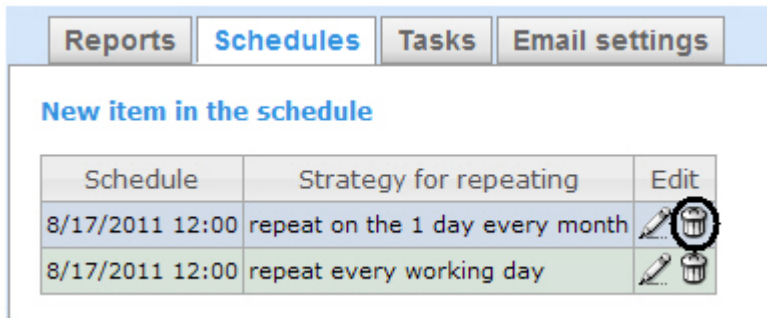 Reports Schedules Tasks Email settings
New item in the schedule
Schedule Strategy for repeating Edit
8/17/2011 12:00 repeat on the 1 day every month
8/17/2011 12:00 repeat every working day